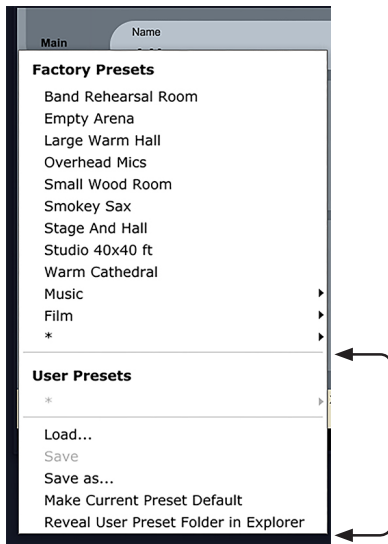 Name
Main
Factory Presets
Band Rehearsal Room
Empty Arena
Large Warm Hall
Overhead Mics
Small Wood Room
Smokey Sax
Stage And Hall
Studio 40x40 ft
Warm Cathedral
Music
Film
*
User Presets
*
Load...
Save
Save as...
Make Current Preset Default
Reveal User Preset Folder in Explorer